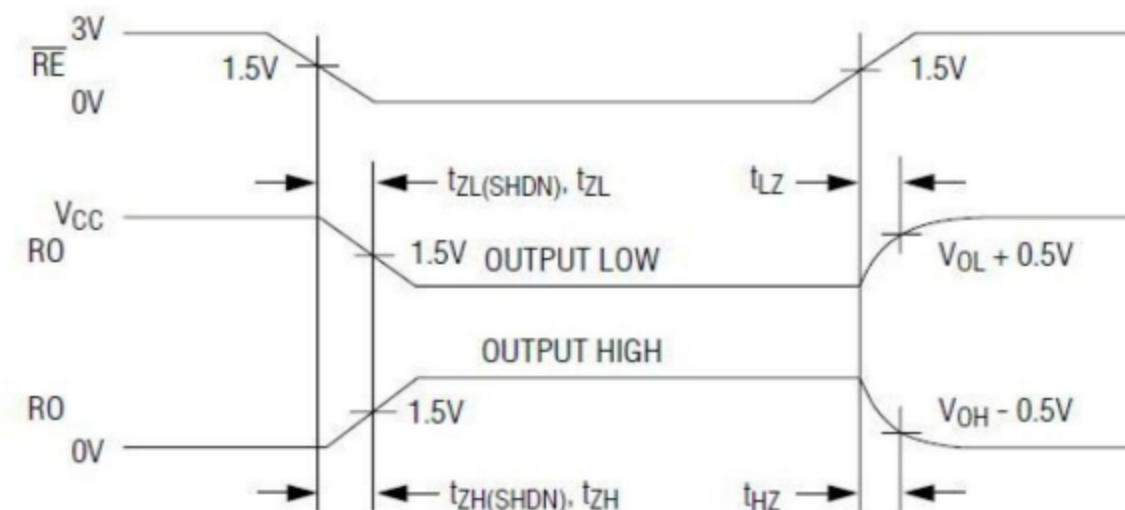 3V
RE
1.5V
1.5V
0V
tZL(SHDN), tZL
tLZ
VCC
RO
1.5V
OUTPUT LOW
VOL + 0.5V
OUTPUT HIGH
RO
1.5V
VOH - 0.5V
0V
tZH(SHDN), tZH
tHZ